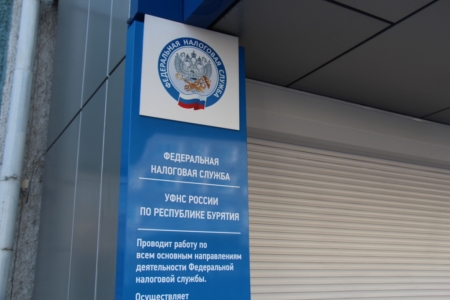 ФЕДЕРАЛЬНАЯ НАЛОГОВАЯ СЛУЖБА
ФЕДЕРАЛЬНАЯ
НАЛОГОВАЯ СЛУЖБА
УФНС РОССИИ
ПО РЕСПУБЛИКЕ БУРЯТИЯ
Проводит работу по
всем основным направлениям
деятельности Федеральной
налоговой службы.
Осуществляет